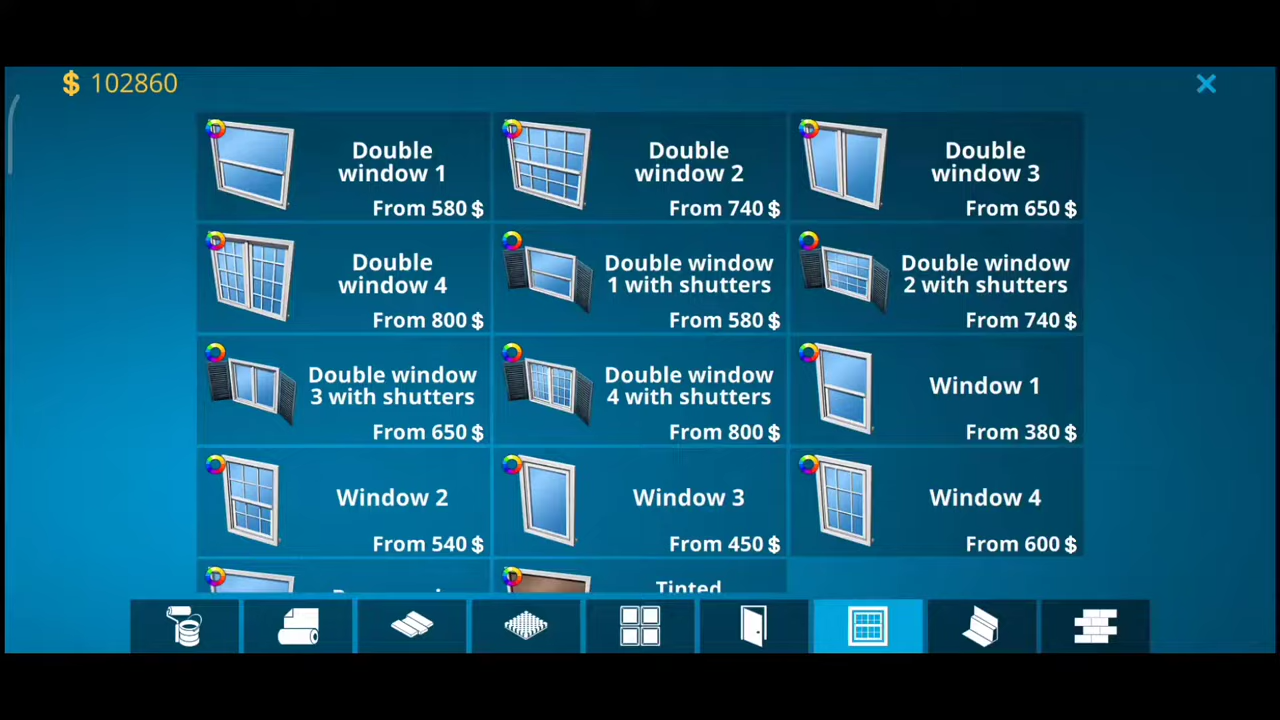 $ 102860
Double
window 1
From 580 $
Double
window 2
From 740 $
Double
window 3
From 650 $
Double
window 4
From 800 $
Double window
1 with shutters
From 580 $
Double window
2 with shutters
From 740 $
Double window
3 with shutters
From 650 $
Double window
4 with shutters
From 800 $
Window 1
From 380 $
Window 2
From 540 $
Window 3
From 450 $
Window 4
From 600 $
Tinted